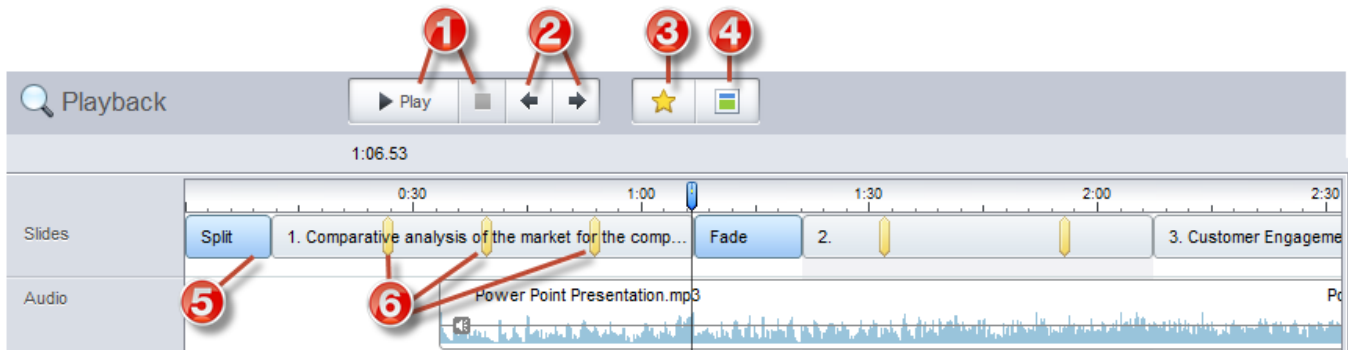 1 2 3 4
Playback Play
1:06.53
0:30 1:00 1:30 2:00 2:30
Slides Split 1. Comparative analysis of the market for the comp... Fade 2. 3. Customer Engageme
5 6
Audio Power Point Presentation.mp3 Po